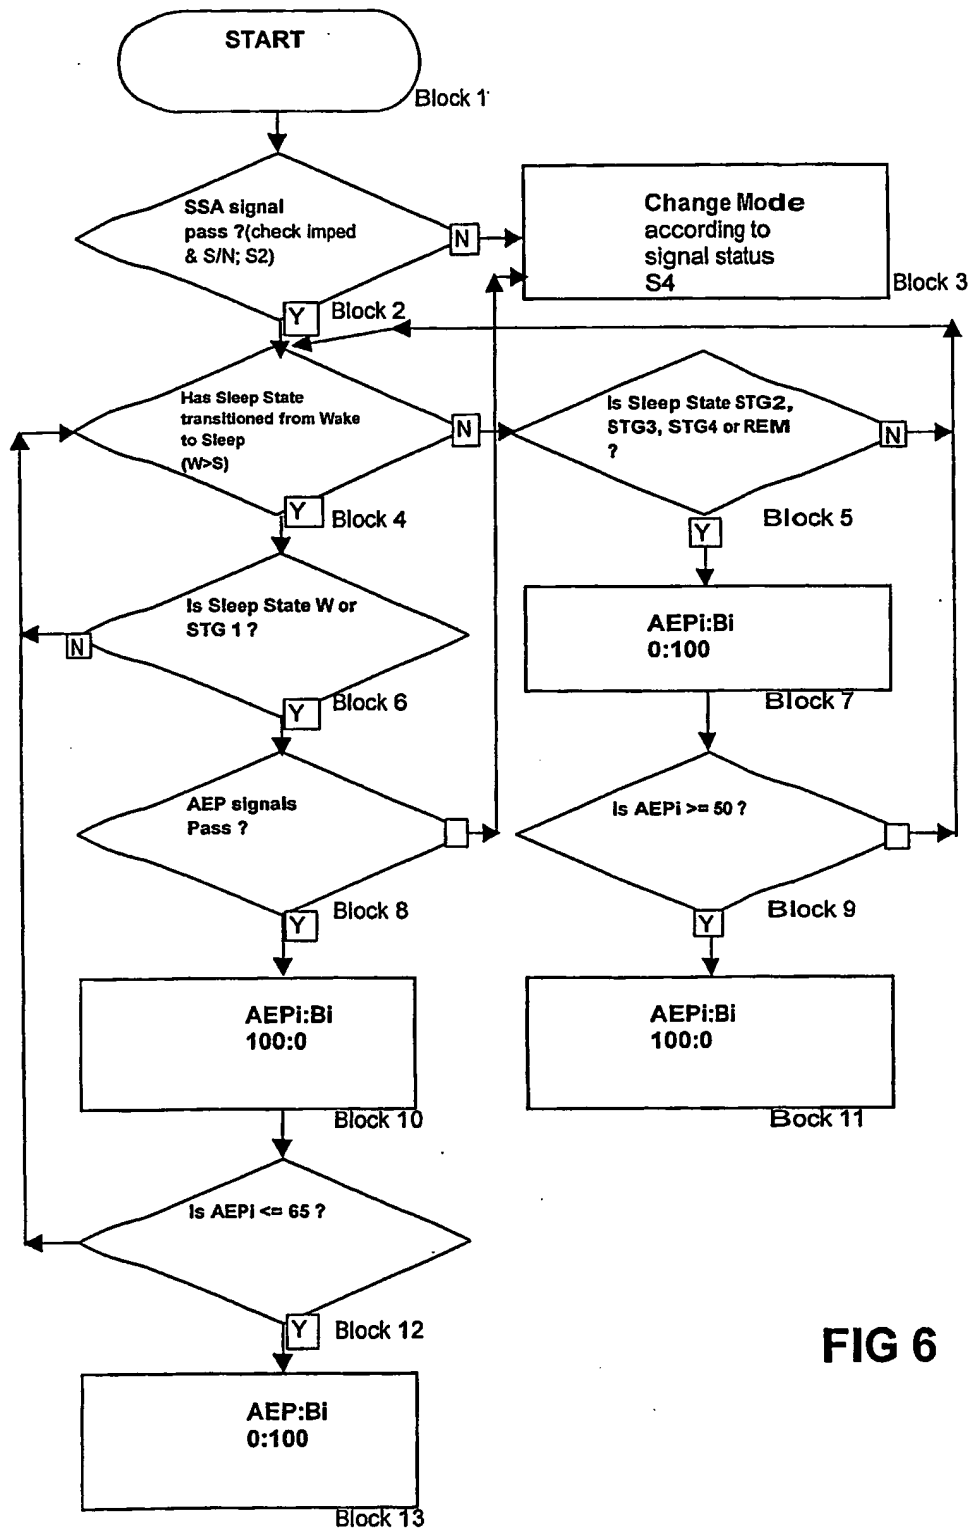 START
Block 1
SSA signal
pass ?(check imped
& S/N; S2)
N
Y
Block 2
Change Mode
according to
signal status
S4
Block 3
Has Sleep State
transitioned from Wake
to Sleep
(W>S)
N
Y
Block 4
Is Sleep State STG2,
STG3, STG4 or REM
?
N
Y
Block 5
Is Sleep State W or
STG 1 ?
N
Y
Block 6
AEPi:Bi
0:100
Block 7
AEP signals
Pass ?
Y
Block 8
Is AEPi >= 50 ?
Y
Block 9
AEPi:Bi
100:0
Block 10
AEPi:Bi
100:0
Bock 11
Is AEPi <= 65 ?
Y
Block 12
AEP:Bi
0:100
Block 13
FIG 6